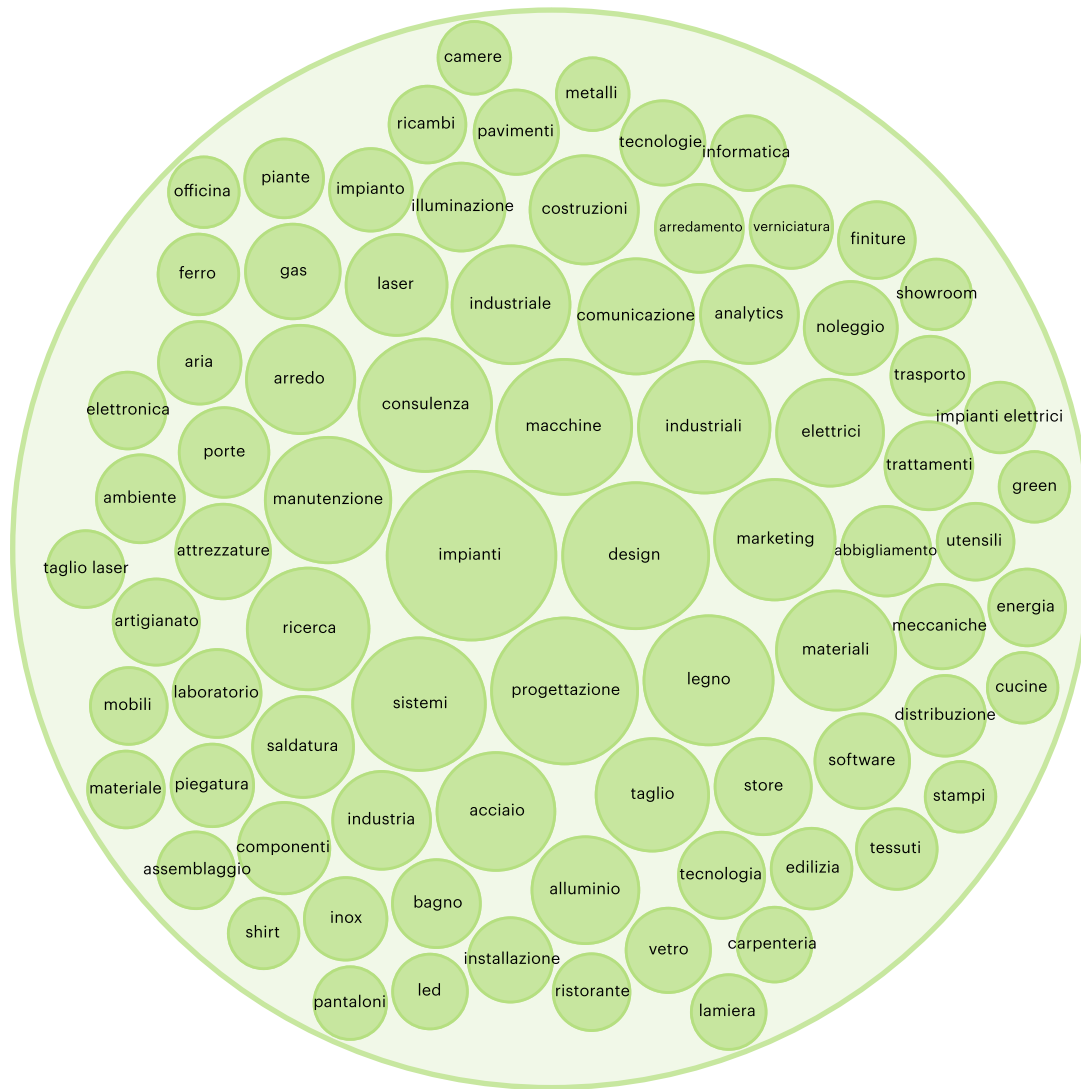 camere
metalli
ricambi
pavimenti
tecnologie
informatica
officina
piante
impianto
illuminazione
costruzioni
arredamento
verniciatura
finiture
ferro
gas
laser
industriale
comunicazione
analytics
noleggio
showroom
aria
arredo
consulenza
macchine
industriali
elettrici
trasporto
impianti elettrici
elettronica
porte
manutenzione
trattamenti
green
ambiente
attrezzature
impianti
design
marketing
abbigliamento
utensili
taglio laser
artigianato
ricerca
materiali
meccaniche
energia
mobili
laboratorio
sistemi
progettazione
legno
distribuzione
cucine
saldatura
materiale
piegatura
industria
acciaio
taglio
store
software
stampi
assemblaggio
componenti
bagno
alluminio
tecnologia
edilizia
tessuti
shirt
inox
installazione
vetro
carpenteria
pantaloni
led
ristorante
lamiera